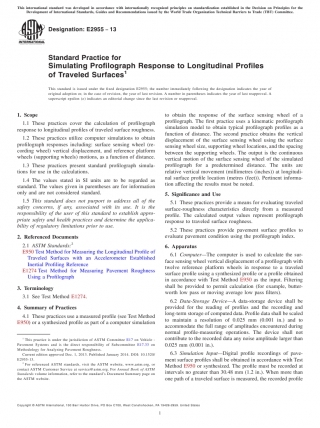 This international standard was developed in accordance with internationally recognized principles on standardization established in the Decision on Principles for the
Development of International Standards, Guides and Recommendations issued by the World Trade Organization Technical Barriers to Trade (TBT) Committee.
Designation: E2955 – 13
Standard Practice for
Simulating Profilograph Response to Longitudinal Profiles
of Traveled Surfaces¹
This standard is issued under the fixed designation E2955; the number immediately following the designation indicates the year of
original adoption or, in the case of revision, the year of last revision. A number in parentheses indicates the year of last reapproval. A
superscript epsilon (ε) indicates an editorial change since the last revision or reapproval.
1. Scope
1.1 These practices cover the calculation of profilograph
response to longitudinal profiles of traveled surface roughness.
1.2 These practices utilize computer simulations to obtain
profilograph responses including: surface sensing wheel (re-
cording wheel) vertical displacement, and reference platform
wheels (supporting wheels) motions, as a function of distance.
1.3 These practices present standard profilograph simula-
tions for use in the calculations.
1.4 The values stated in SI units are to be regarded as
standard. The values given in parentheses are for information
only and are not considered standard.
1.5 This standard does not purport to address all of the
safety concerns, if any, associated with its use. It is the
responsibility of the user of this standard to establish appro-
priate safety and health practices and determine the applica-
bility of regulatory limitations prior to use.
2. Referenced Documents
2.1 ASTM Standards:²
E950 Test Method for Measuring the Longitudinal Profile of
Traveled Surfaces with an Accelerometer Established
Inertial Profiling Reference
E1274 Test Method for Measuring Pavement Roughness
Using a Profilograph
3. Terminology
3.1 See Test Method E1274.
4. Summary of Practices
4.1 These practices use a measured profile (see Test Method
E950) or a synthesized profile as part of a computer simulation
¹ This practice is under the jurisdiction of ASTM Committee E17 on Vehicle -
Pavement Systems and is the direct responsibility of Subcommittee E17.33 on
Methodology for Analyzing Pavement Roughness.
Current edition approved Jan. 1, 2013. Published January 2014. DOI: 10.1520/
E2955-13.
² For referenced ASTM standards, visit the ASTM website, www.astm.org, or
contact ASTM Customer Service at service@astm.org. For Annual Book of ASTM
Standards volume information, refer to the standard's Document Summary page on
the ASTM website.
to obtain the response of the surface sensing wheel of a
profilograph. The first practice uses a kinematic profilograph
simulation model to obtain typical profilograph profiles as a
function of distance. The second practice obtains the vertical
displacement of the surface sensing wheel using the surface
sensing wheel size, supporting wheel locations, and the spacing
between the supporting wheels. The output is the continuous
vertical motion of the surface sensing wheel of the simulated
profilograph for a predetermined distance. The units are
relative vertical movement (millimetres (inches)) at longitudi-
nal surface profile locations (metres (feet)). Pertinent informa-
tion affecting the results must be noted.
5. Significance and Use
5.1 These practices provide a means for evaluating traveled
surface-roughness characteristics directly from a measured
profile. The calculated output values represent profilograph
response to traveled surface roughness.
5.2 These practices provide pavement surface profiles to
evaluate pavement condition using the profilograph index.
6. Apparatus
6.1 Computer—The computer is used to calculate the sur-
face sensing wheel vertical displacement of a profilograph with
twelve reference platform wheels in response to a traveled
surface profile using a synthesized profile or a profile obtained
in accordance with Test Method E950 as the input. Filtering
shall be provided to permit calculation (for example, butter-
worth low pass or moving average low pass filters).
6.2 Data-Storage Device—A data-storage device shall be
provided for the reading of profiles and the recording and
long-term storage of computed data. Profile data shall be scaled
to maintain a resolution of 0.025 mm (0.001 in.) and to
accommodate the full range of amplitudes encountered during
normal profile-measuring operations. The device shall not
contribute to the recorded data any noise amplitude larger than
0.025 mm (0.001 in.).
6.3 Simulation Input—Digital profile recordings of pave-
ment surface profiles shall be obtained in accordance with Test
Method E950 or synthesized. The profile must be recorded at
intervals no greater than 30.48 mm (1.2 in.). When more than
one path of a traveled surface is measured, the recorded profile
Copyright © ASTM International, 100 Barr Harbor Drive, PO Box C700, West Conshohocken, PA 19428-2959. United States
1